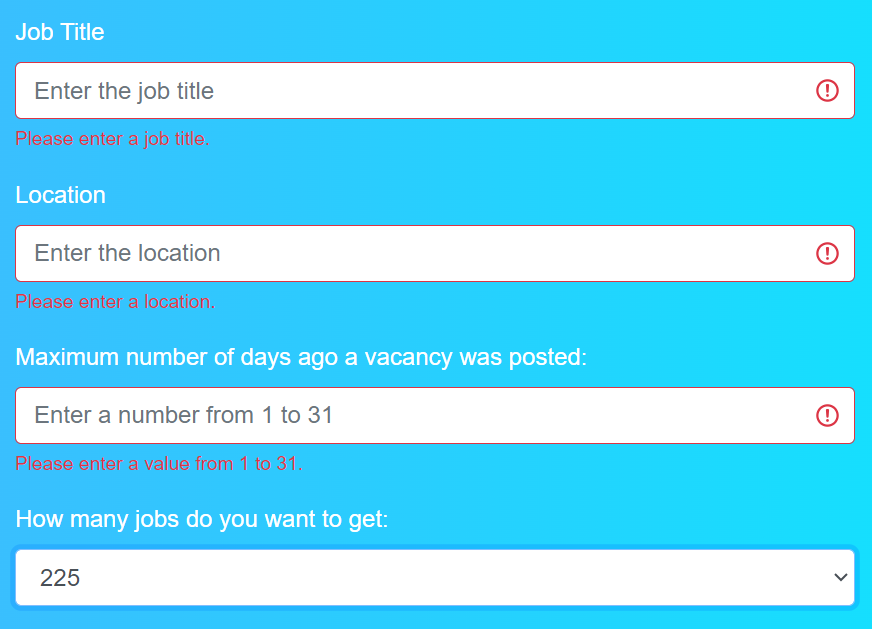 Job Title
Enter the job title
Please enter a job title.
Location
Enter the location
Please enter a location.
Maximum number of days ago a vacancy was posted:
Enter a number from 1 to 31
Please enter a value from 1 to 31.
How many jobs do you want to get:
225